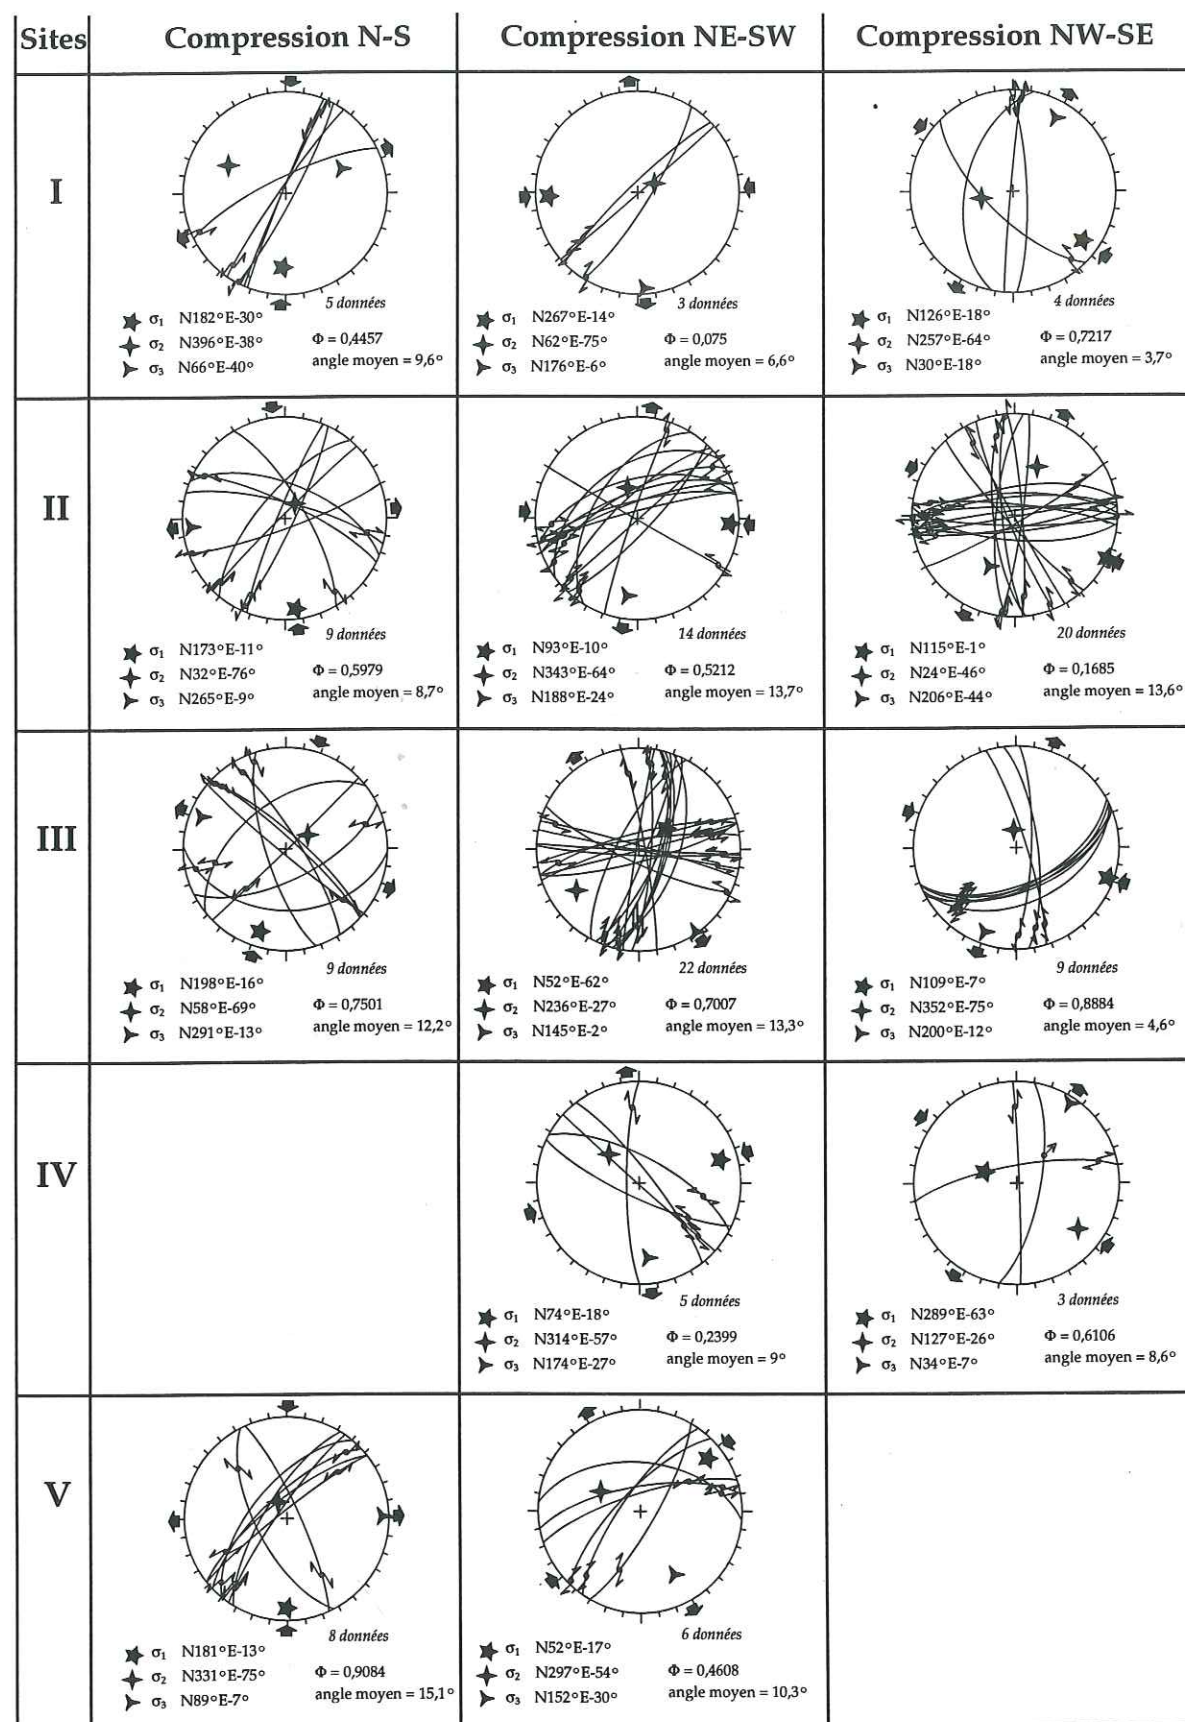 Sites Compression N-S Compression NE-SW Compression NW-SE
I
5 données
σ1 N182°E-30°
σ2 N396°E-38° Φ = 0,4457
σ3 N66°E-40° angle moyen = 9,6°
3 données
σ1 N267°E-14°
σ2 N62°E-75° Φ = 0,075
σ3 N176°E-6° angle moyen = 6,6°
4 données
σ1 N126°E-18°
σ2 N257°E-64° Φ = 0,7217
σ3 N30°E-18° angle moyen = 3,7°
II
9 données
σ1 N173°E-11°
σ2 N32°E-76° Φ = 0,5979
σ3 N265°E-9° angle moyen = 8,7°
14 données
σ1 N93°E-10°
σ2 N343°E-64° Φ = 0,5212
σ3 N188°E-24° angle moyen = 13,7°
20 données
σ1 N115°E-1°
σ2 N24°E-46° Φ = 0,1685
σ3 N206°E-44° angle moyen = 13,6°
III
9 données
σ1 N198°E-16°
σ2 N58°E-69° Φ = 0,7501
σ3 N291°E-13° angle moyen = 12,2°
22 données
σ1 N52°E-62°
σ2 N236°E-27° Φ = 0,7007
σ3 N145°E-2° angle moyen = 13,3°
9 données
σ1 N109°E-7°
σ2 N352°E-75° Φ = 0,8884
σ3 N200°E-12° angle moyen = 4,6°
IV
5 données
σ1 N74°E-18°
σ2 N314°E-57° Φ = 0,2399
σ3 N174°E-27° angle moyen = 9°
3 données
σ1 N289°E-63°
σ2 N127°E-26° Φ = 0,6106
σ3 N34°E-7° angle moyen = 8,6°
V
8 données
σ1 N181°E-13°
σ2 N331°E-75° Φ = 0,9084
σ3 N89°E-7° angle moyen = 15,1°
6 données
σ1 N52°E-17°
σ2 N297°E-54° Φ = 0,4608
σ3 N152°E-30° angle moyen = 10,3°